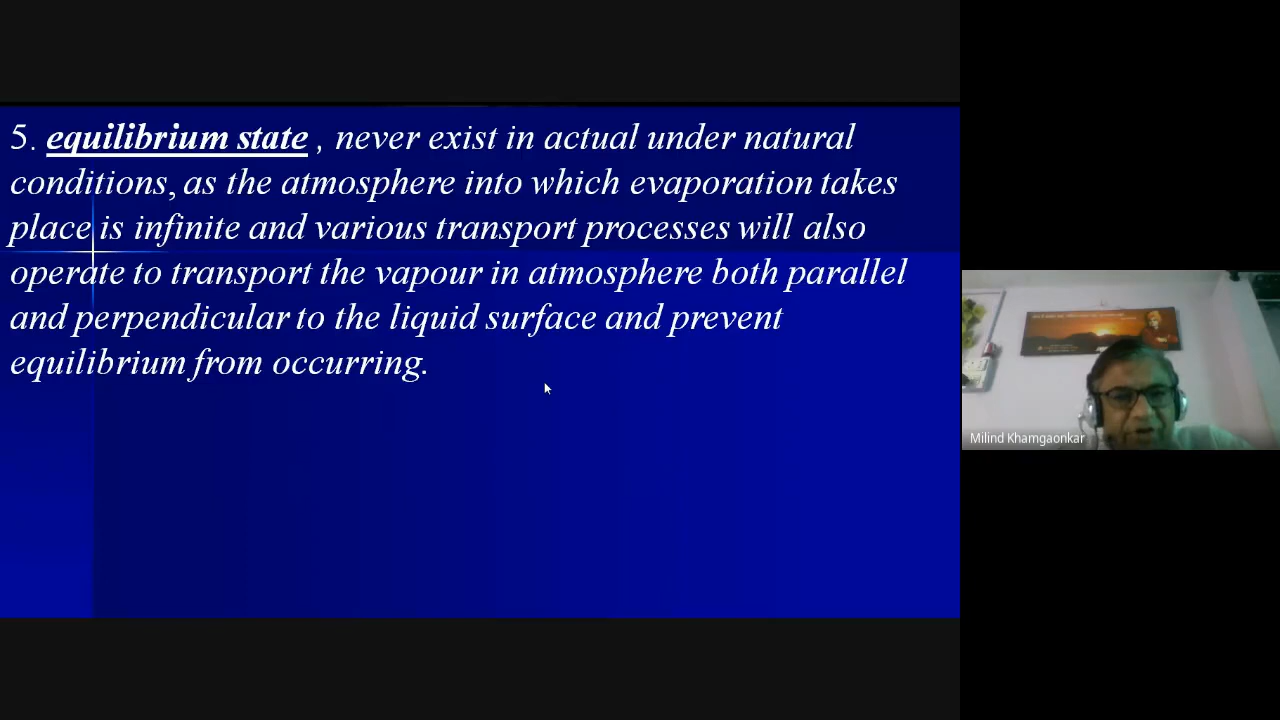 5. equilibrium state , never exist in actual under natural
conditions, as the atmosphere into which evaporation takes
place is infinite and various transport processes will also
operate to transport the vapour in atmosphere both parallel
and perpendicular to the liquid surface and prevent
equilibrium from occurring.
Milind Khamgaonkar